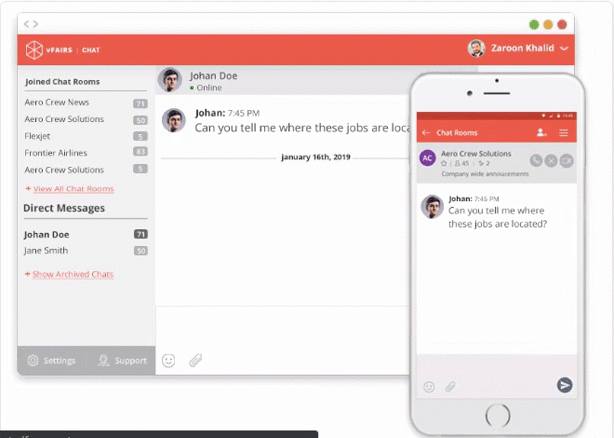 vFAIRS | CHAT
Zaroon Khalid
Joined Chat Rooms
Aero Crew News 71
Aero Crew Solutions 50
Flexjet 5
Frontier Airlines 83
Aero Crew Solutions 5
+ View All Chat Rooms
Direct Messages
Johan Doe 71
Jane Smith 50
+ Show Archived Chats
Settings
Support
Johan Doe
Online
Johan: 7:45 PM
Can you tell me where these jobs are loca
january 16th, 2019
Chat Rooms
AC
Aero Crew Solutions
45 | 2
Company wide annoucements
Johan: 7:45 PM
Can you tell me where
these jobs are located?